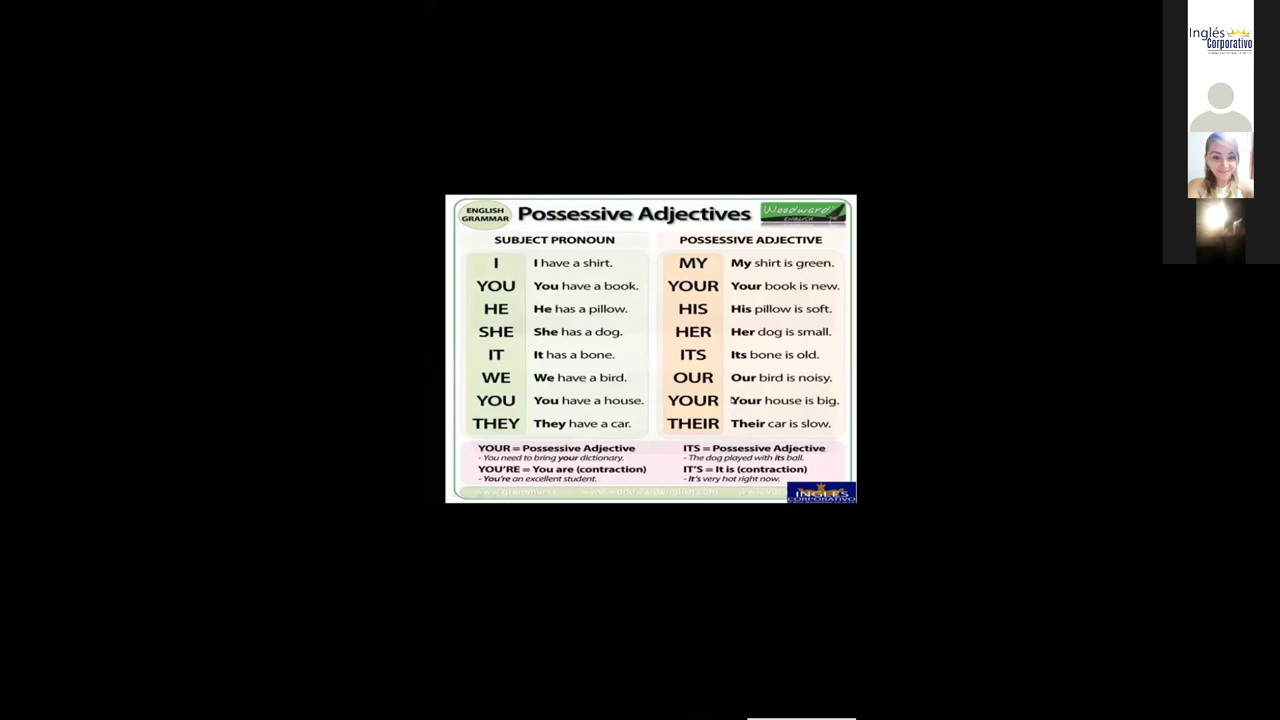 Inglés
Corporativo
ENGLISH
GRAMMAR
Possessive Adjectives
Woodward
ENGLISH
SUBJECT PRONOUN
POSSESSIVE ADJECTIVE
I I have a shirt. MY My shirt is green.
YOU You have a book. YOUR Your book is new.
HE He has a pillow. HIS His pillow is soft.
SHE She has a dog. HER Her dog is small.
IT It has a bone. ITS Its bone is old.
WE We have a bird. OUR Our bird is noisy.
YOU You have a house. YOUR Your house is big.
THEY They have a car. THEIR Their car is slow.
YOUR = Possessive Adjective
- You need to bring your dictionary.
YOU'RE = You are (contraction)
- You're an excellent student.
ITS = Possessive Adjective
- The dog played with its ball.
IT'S = It is (contraction)
- It's very hot right now.
www.woodwardenglish.com
INGLÉS
CORPORATIVO